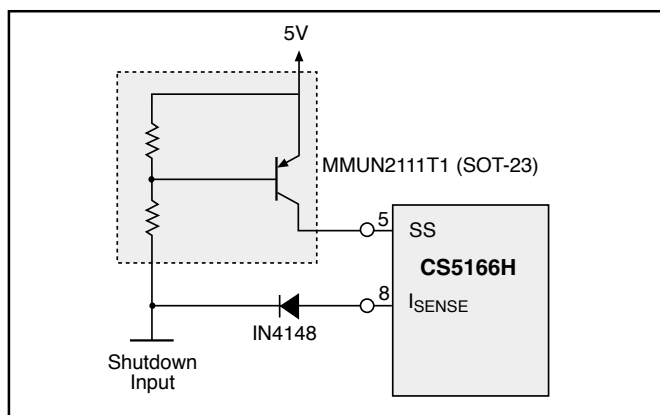 5V
MMUN2111T1 (SOT-23)
5
SS
CS5166H
8
ISENSE
IN4148
Shutdown
Input